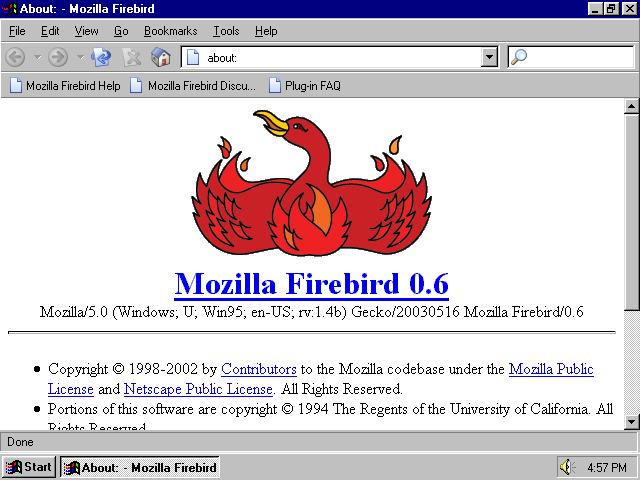 About: - Mozilla Firebird
File Edit View Go Bookmarks Tools Help
about:
Mozilla Firebird Help Mozilla Firebird Discu... Plug-in FAQ
Mozilla Firebird 0.6
Mozilla/5.0 (Windows; U; Win95; en-US; rv:1.4b) Gecko/20030516 Mozilla Firebird/0.6
Copyright © 1998-2002 by Contributors to the Mozilla codebase under the Mozilla Public
License and Netscape Public License. All Rights Reserved.
Portions of this software are copyright © 1994 The Regents of the University of California. All
Rights Reserved.
Done
Start About: - Mozilla Firebird 4:57 PM